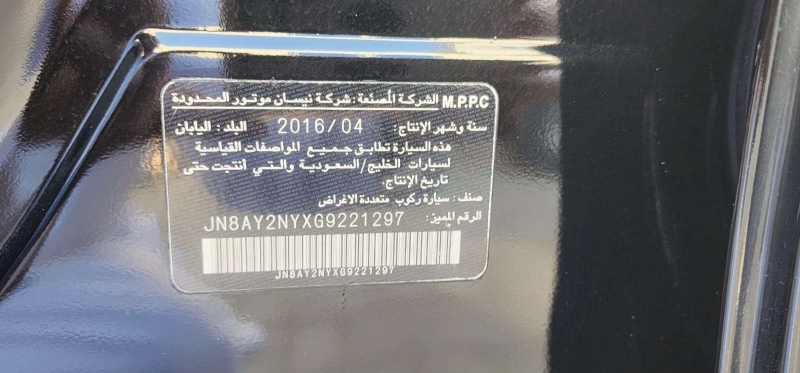 M.P.P.C الشركة المصنعة: شركة نيسان موتور المحدودة
سنة وشهر الإنتاج: 2016/04 البلد: اليابان
هذه السيارة تطابق جميع المواصفات القياسية
لسيارات الخليج/السعودية والتي أنتجت حتى
تاريخ الإنتاج.
صنف: سيارة ركوب متعددة الاغراض
الرقم المميز: JN8AY2NYXG9221297
JN8AY2NYXG9221297